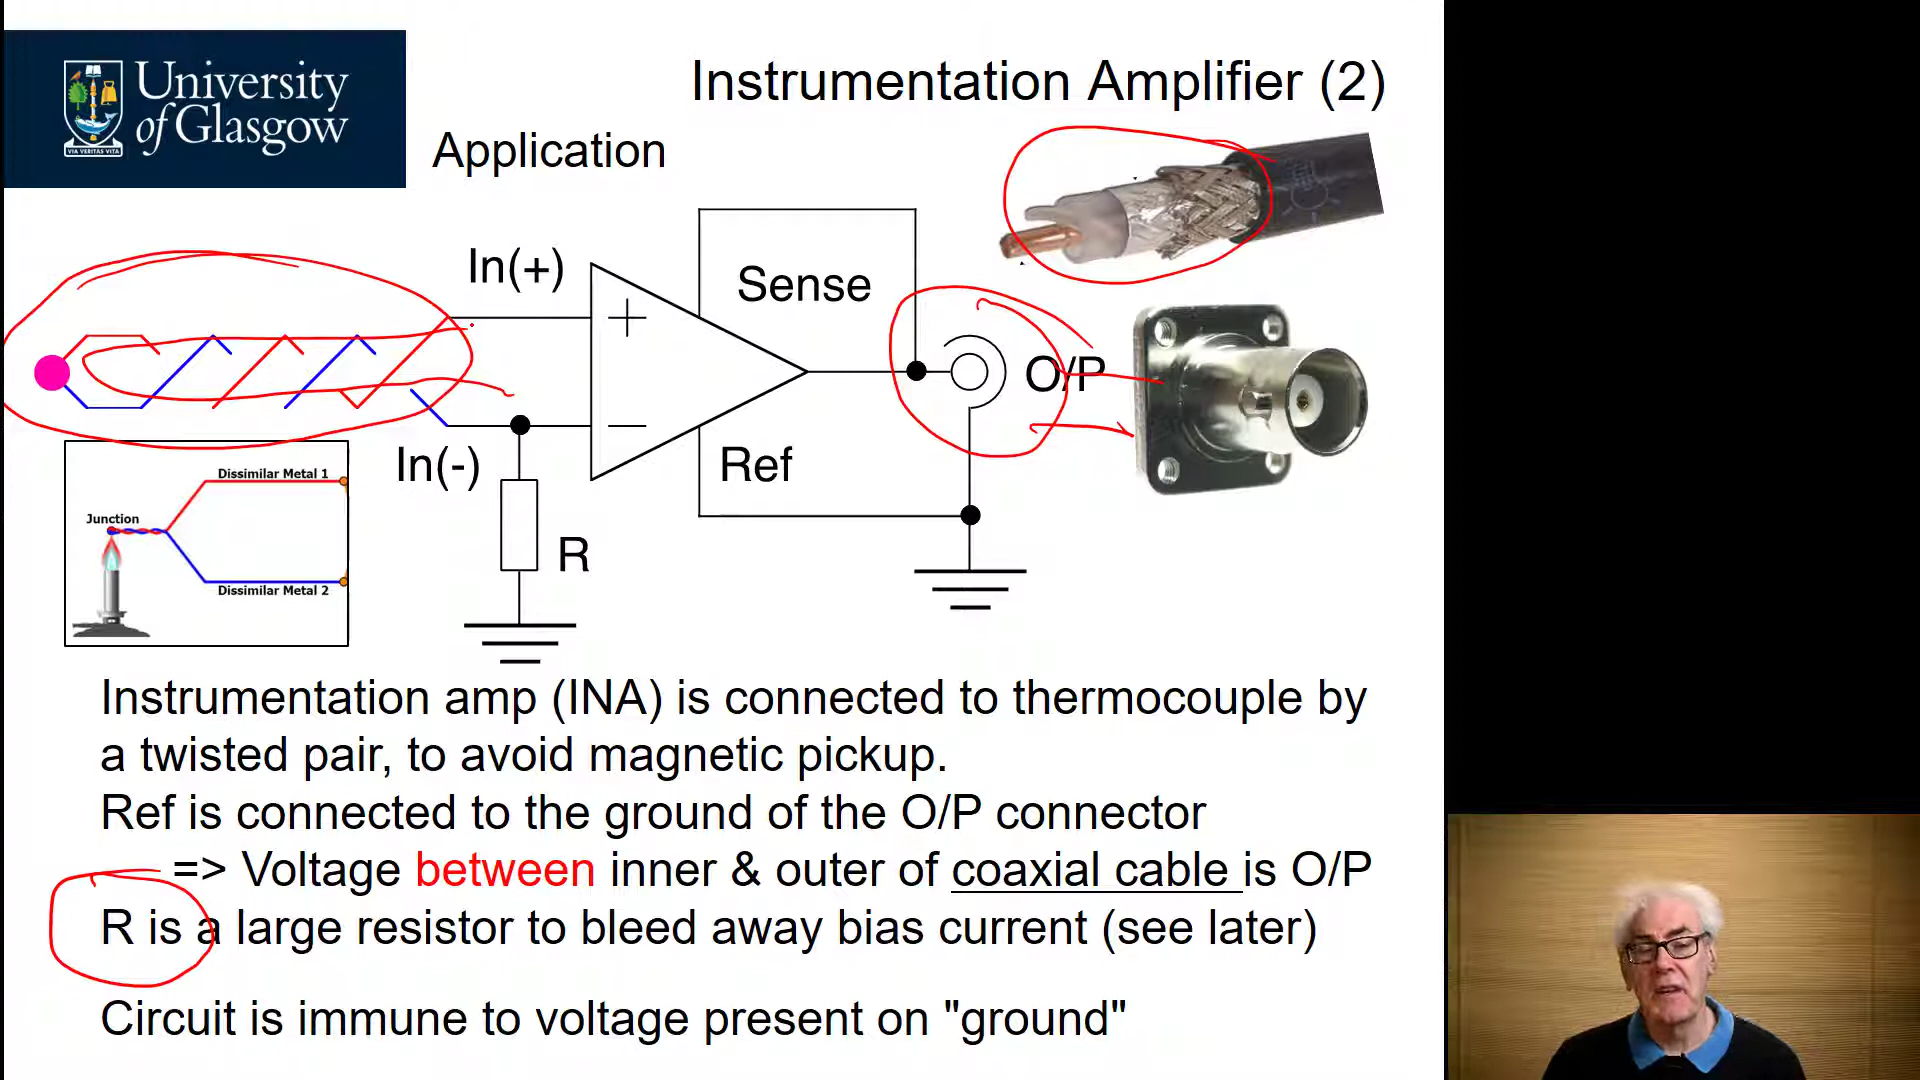 University
of Glasgow
VIA VERITAS VITA
Instrumentation Amplifier (2)
Application
In(+)
Sense
O/P
In(-)
Ref
R
Dissimilar Metal 1
Junction
Dissimilar Metal 2
Instrumentation amp (INA) is connected to thermocouple by
a twisted pair, to avoid magnetic pickup.
Ref is connected to the ground of the O/P connector
=> Voltage between inner & outer of coaxial cable is O/P
R is a large resistor to bleed away bias current (see later)
Circuit is immune to voltage present on "ground"